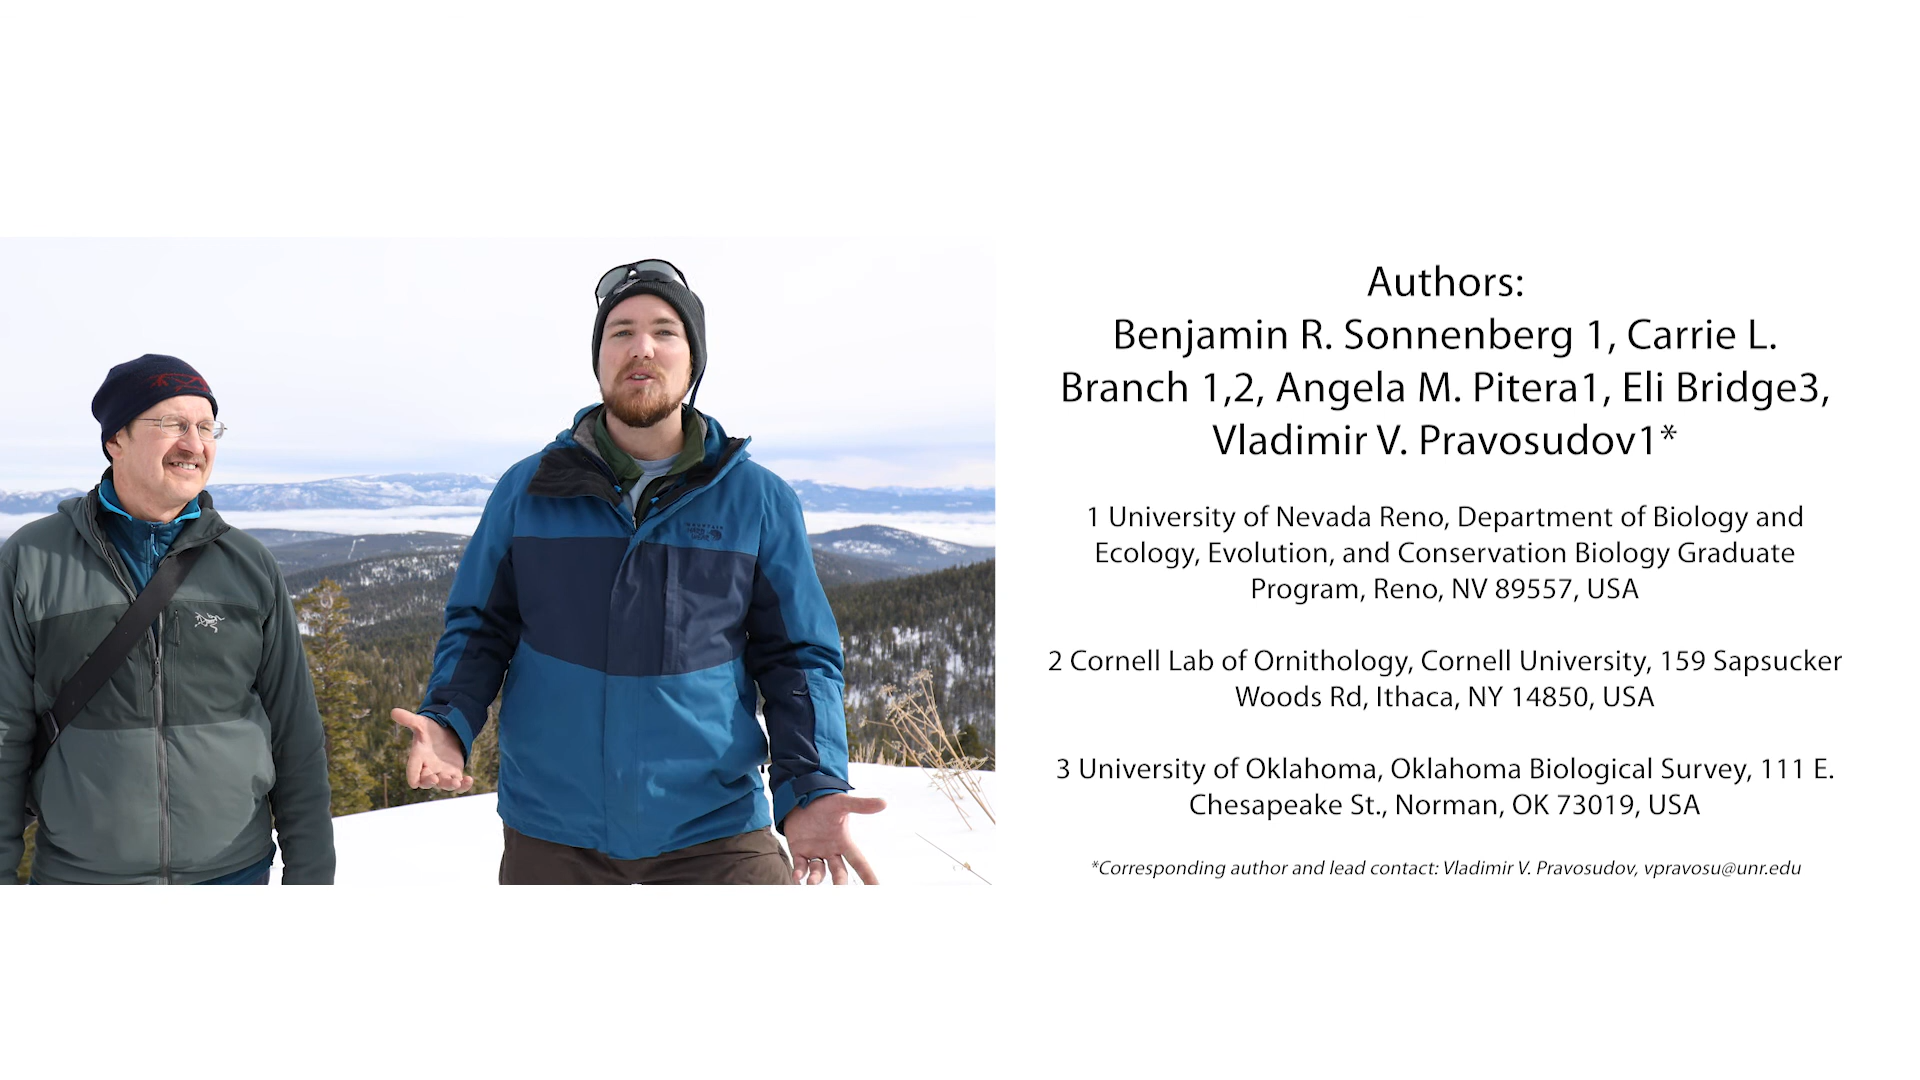 Authors:
Benjamin R. Sonnenberg 1, Carrie L.
Branch 1,2, Angela M. Pitera1, Eli Bridge3,
Vladimir V. Pravosudov1*
1 University of Nevada Reno, Department of Biology and
Ecology, Evolution, and Conservation Biology Graduate
Program, Reno, NV 89557, USA
2 Cornell Lab of Ornithology, Cornell University, 159 Sapsucker
Woods Rd, Ithaca, NY 14850, USA
3 University of Oklahoma, Oklahoma Biological Survey, 111 E.
Chesapeake St., Norman, OK 73019, USA
*Corresponding author and lead contact: Vladimir V. Pravosudov, vpravosu@unr.edu